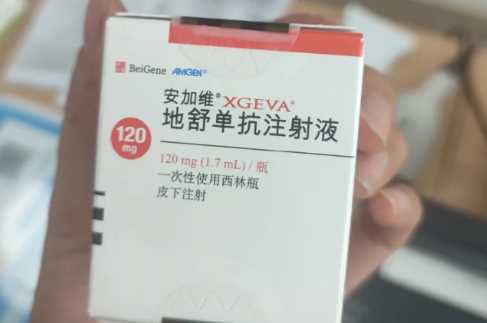 BeiGene AMGEN®
安加维® XGEVA®
地舒单抗注射液
120 mg
120 mg (1.7 mL) / 瓶
一次性使用西林瓶
皮下注射